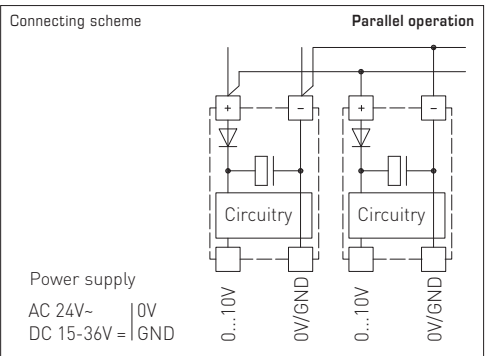 Connecting scheme
Parallel operation
+ − + −
Circuitry Circuitry
Power supply
AC 24V~ 0V
DC 15-36V = GND
0...10V
0V/GND
0...10V
0V/GND